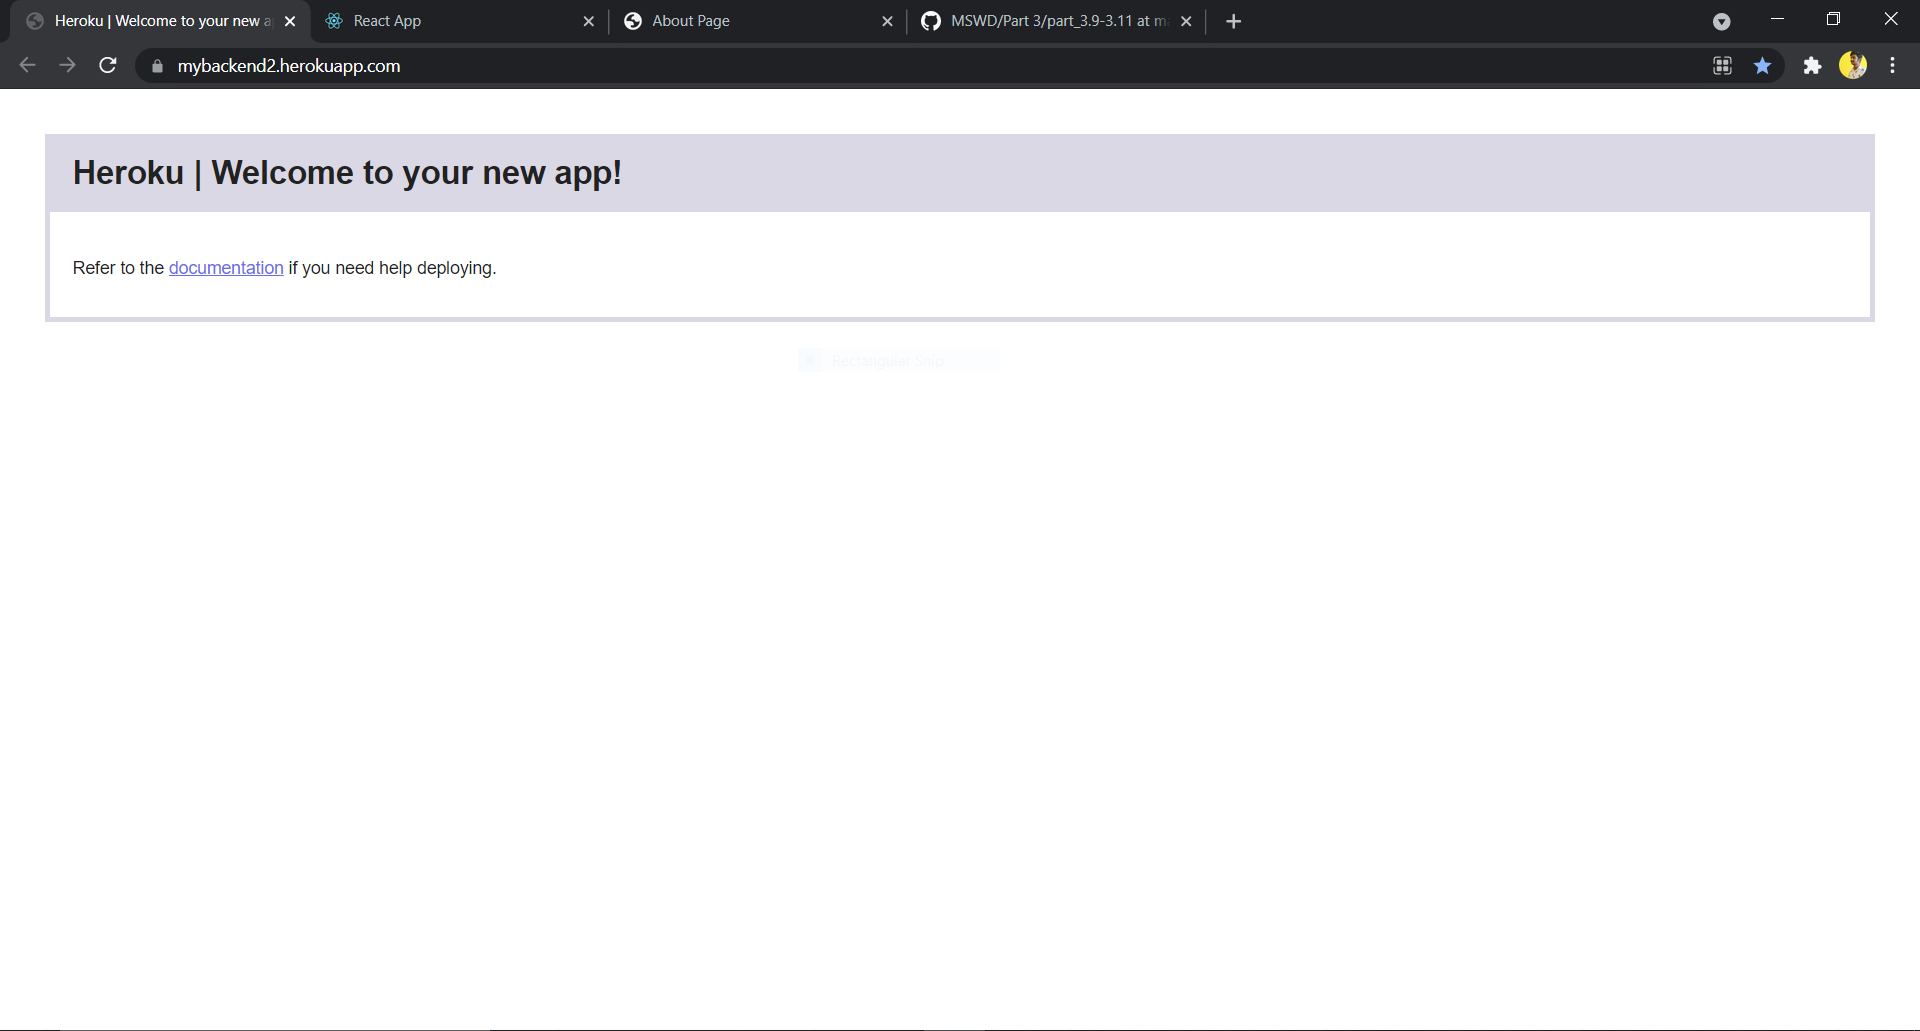 Heroku | Welcome to your new a
React App
About Page
MSWD/Part 3/part_3.9-3.11 at m
mybackend2.herokuapp.com
Heroku | Welcome to your new app!
Refer to the documentation if you need help deploying.
Rectangular Snip